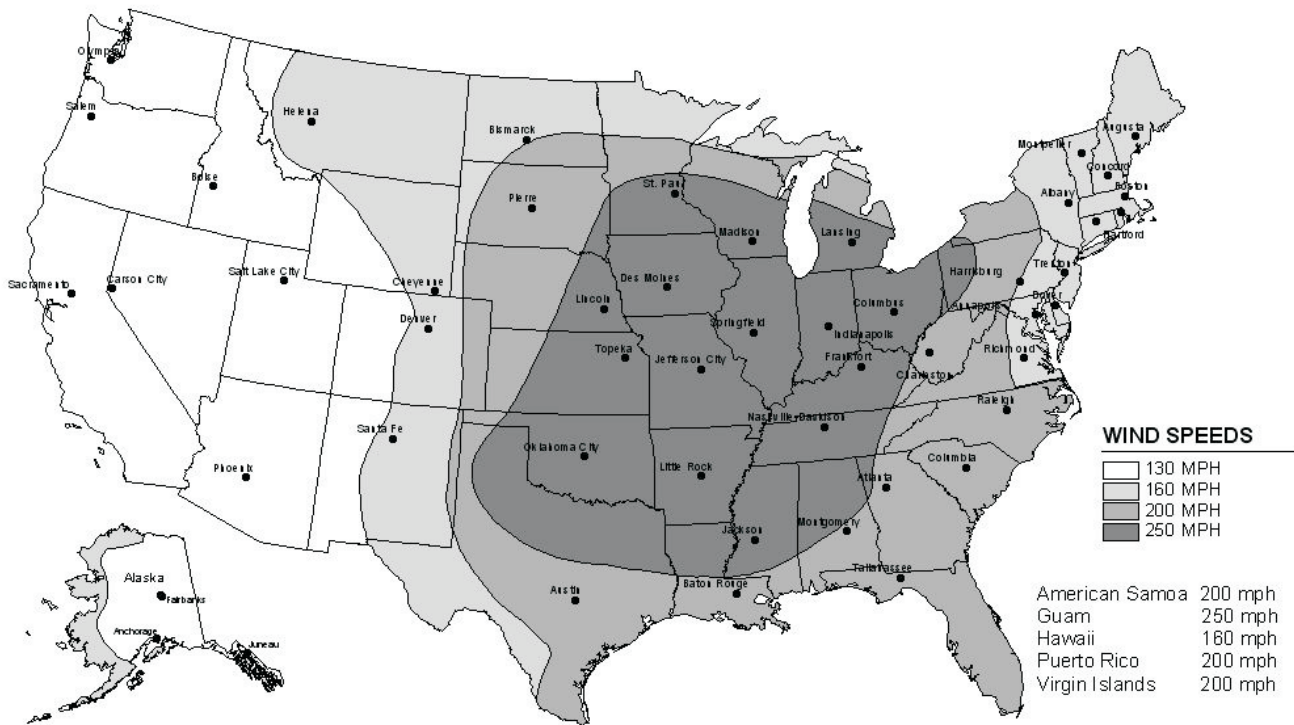 Olympia
Salem
Helena
Bismarck
Boise
Pierre
St. Paul
Madison
Lansing
Montpelier
Augusta
Concord
Albany
Boston
Hartford
Sacramento
Carson City
Salt Lake City
Cheyenne
Denver
Lincoln
Des Moines
Springfield
Indianapolis
Columbus
Harrisburg
Trenton
Annapolis
Dover
Topeka
Jefferson City
Frankfort
Charleston
Richmond
Santa Fe
Phoenix
Oklahoma City
Little Rock
Nashville-Davidson
Raleigh
Columbia
Atlanta
Jackson
Montgomery
Austin
Baton Rouge
Tallahassee
Alaska
Fairbanks
Anchorage
Juneau
WIND SPEEDS
130 MPH
160 MPH
200 MPH
250 MPH
American Samoa 200 mph
Guam 250 mph
Hawaii 160 mph
Puerto Rico 200 mph
Virgin Islands 200 mph